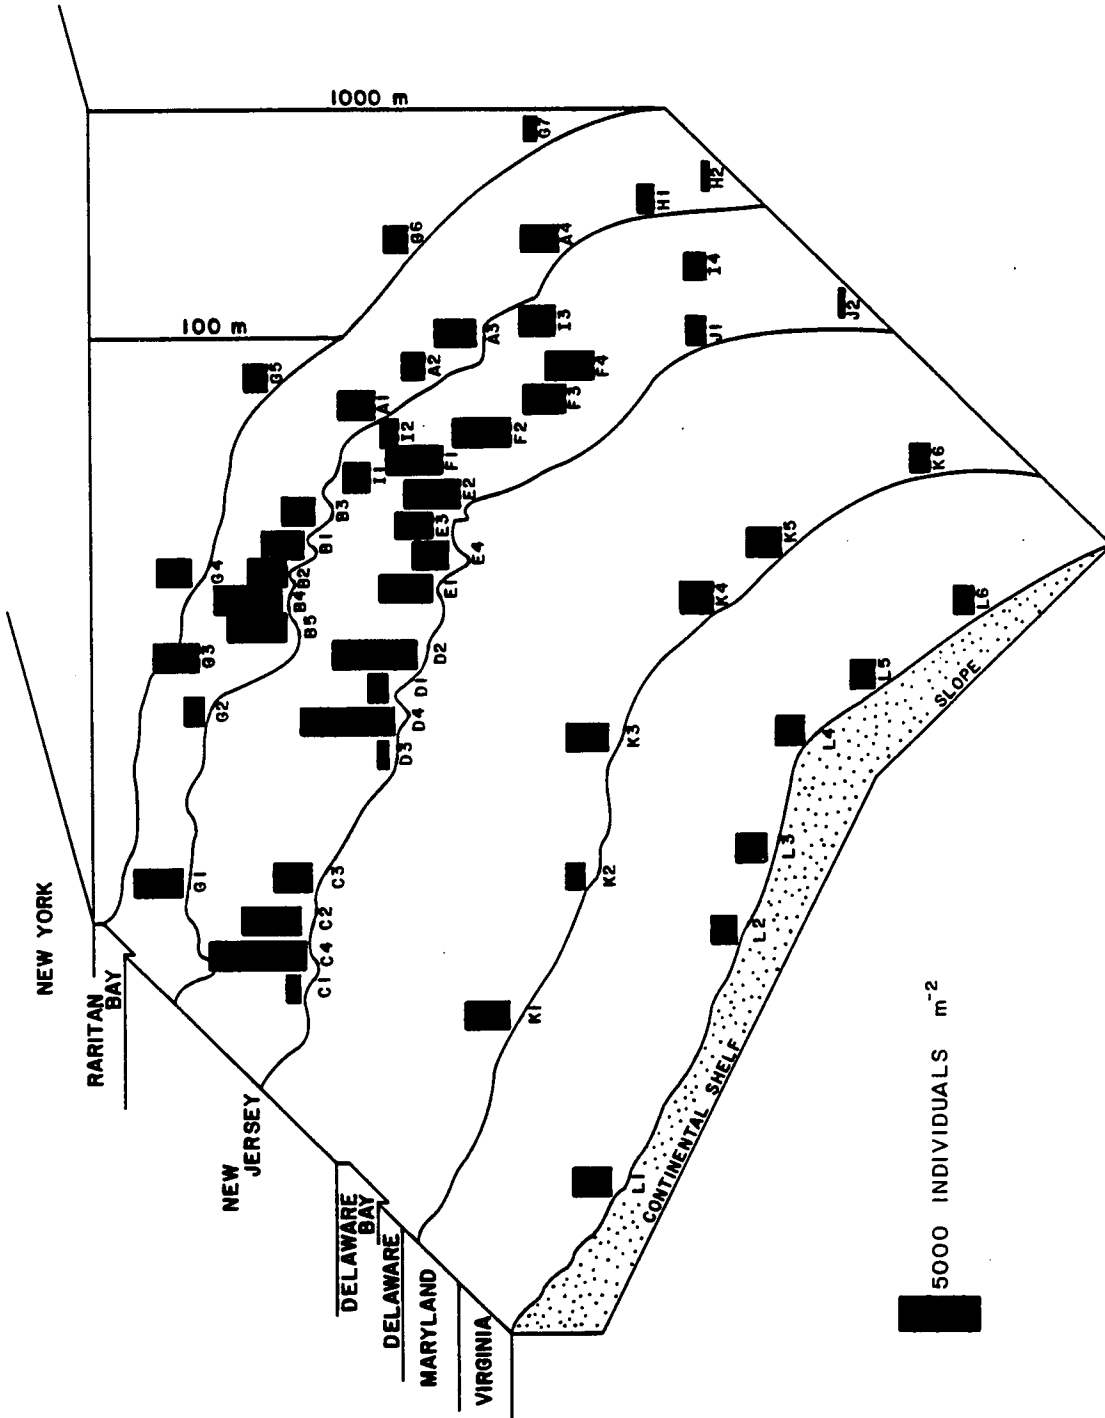 1000 m
100 m
NEW YORK
RARITAN
BAY
NEW
JERSEY
DELAWARE
BAY
DELAWARE
MARYLAND
VIRGINIA
G7
H2
H1
G6
A4
I4
J2
I3
A3
J1
G5
A2
F4
A1
F3
I2
F2
F1
I1
E2
K6
B3
E3
B1
E4
K5
G4
B2
B4
E1
K4
L6
B5
G3
D2
D1
L5
G2
D4
D3
K3
L4
G1
C3
K2
L3
C2
C4
L2
C1
K1
L1
SLOPE
CONTINENTAL SHELF
5000 INDIVIDUALS m⁻²